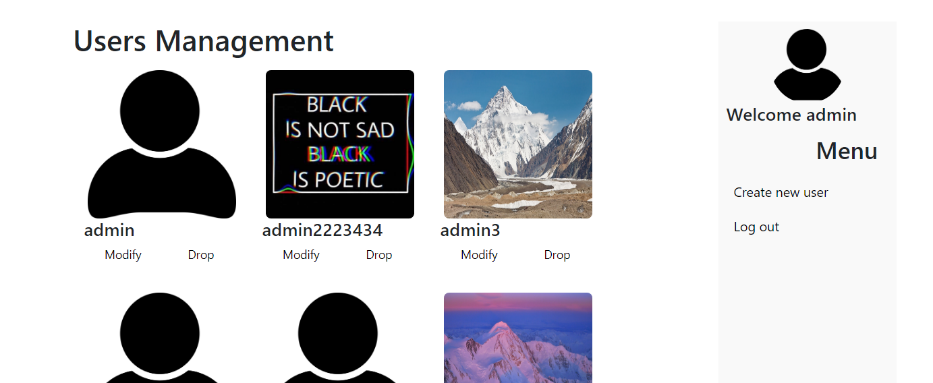 Users Management
BLACK
IS NOT SAD
BLACK
IS POETIC
admin
Modify
Drop
admin2223434
Modify
Drop
admin3
Modify
Drop
Welcome admin
Menu
Create new user
Log out